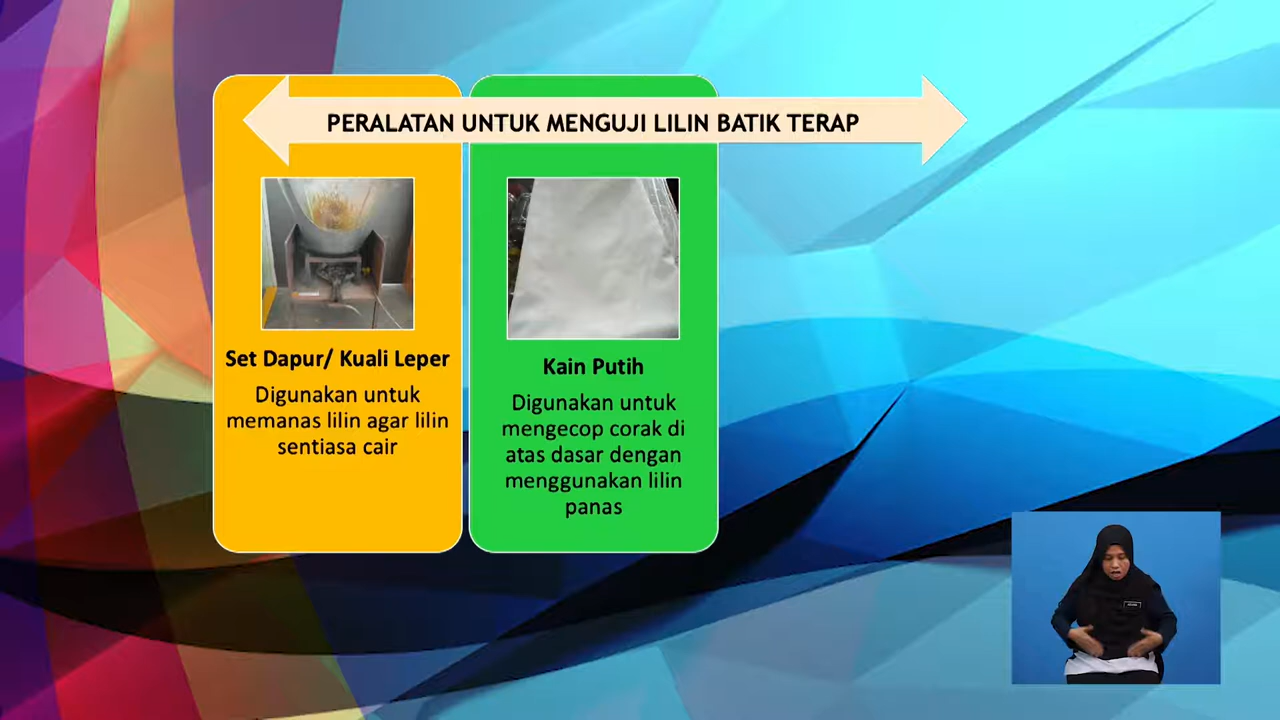 PERALATAN UNTUK MENGUJI LILIN BATIK TERAP
Set Dapur/ Kuali Leper
Digunakan untuk
memanas lilin agar lilin
sentiasa cair
Kain Putih
Digunakan untuk
mengecop corak di
atas dasar dengan
menggunakan lilin
panas